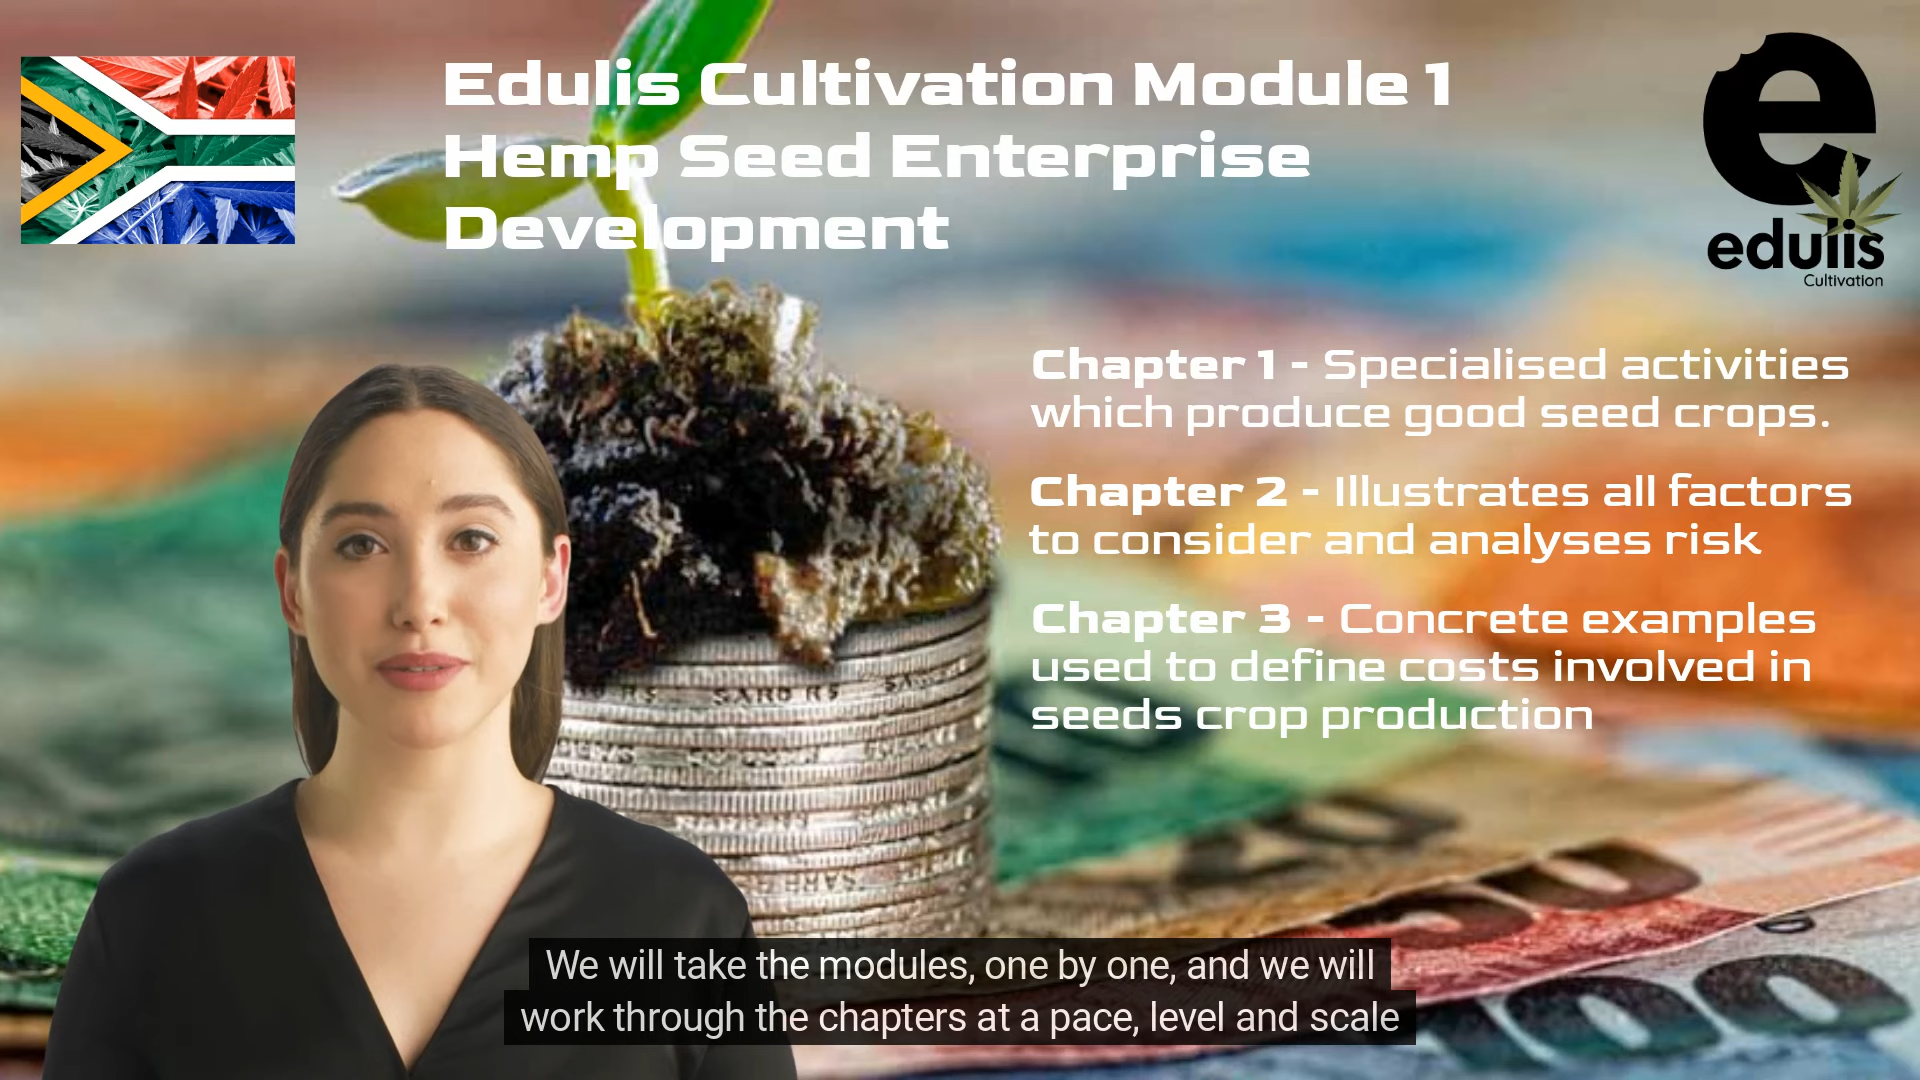 Edulis Cultivation Module 1
Hemp Seed Enterprise
Development
e
edulis
Cultivation
Chapter 1 - Specialised activities
which produce good seed crops.
Chapter 2 - Illustrates all factors
to consider and analyses risk
Chapter 3 - Concrete examples
used to define costs involved in
seeds crop production
20
50
100
We will take the modules, one by one, and we will
work through the chapters at a pace, level and scale